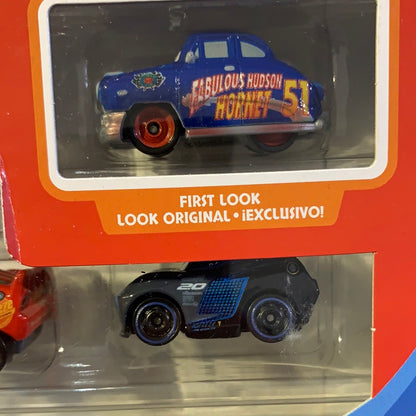 FABULOUS HUDSON
HORNET 51
FIRST LOOK
LOOK ORIGINAL • ¡EXCLUSIVO!
20